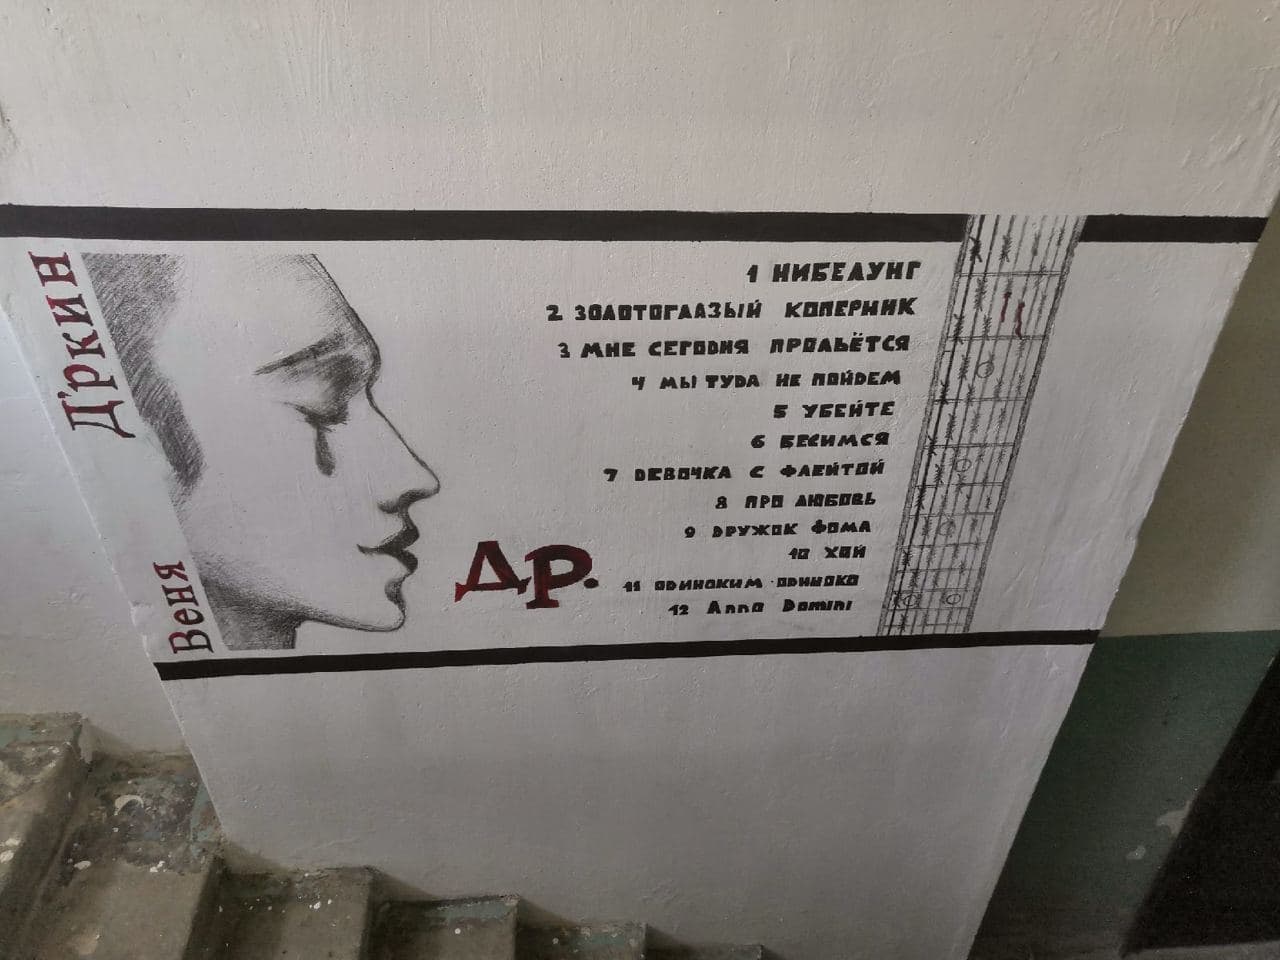 Веня Д'ркин
Др.
1 НИБЕЛУНГ
2 ЗОЛОТОГЛАЗЫЙ КОПЕРНИК
3 МНЕ СЕГОДНЯ ПРОЛЬЁТСЯ
4 МЫ ТУДА НЕ ПОЙДЕМ
5 УБЕЙТЕ
6 БЕСИМСЯ
7 ДЕВОЧКА С ФЛЕЙТОЙ
8 ПРО ЛЮБОВЬ
9 ДРУЖОК ФОМА
10 ХОЙ
11 ОДИНОКИМ ОДИНОКО
12 Anno Domini